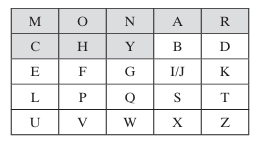 M O N A R
C H Y B D
E F G I/J K
L P Q S T
U V W X Z